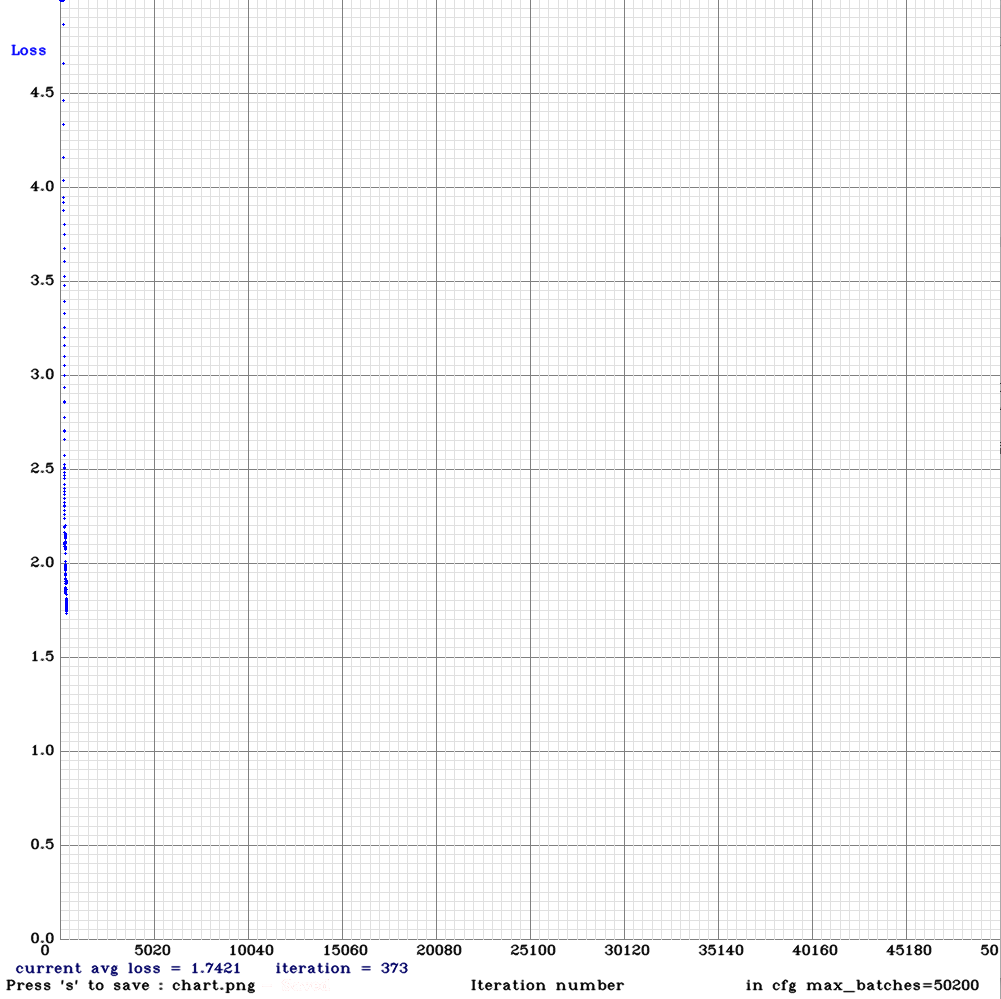 Loss
4.5
4.0
3.5
3.0
2.5
2.0
1.5
1.0
0.5
0.0
0 5020 10040 15060 20080 25100 30120 35140 40160 45180 50
current avg loss = 1.7421 iteration = 373
Press 's' to save : chart.png Iteration number in cfg max_batches=50200